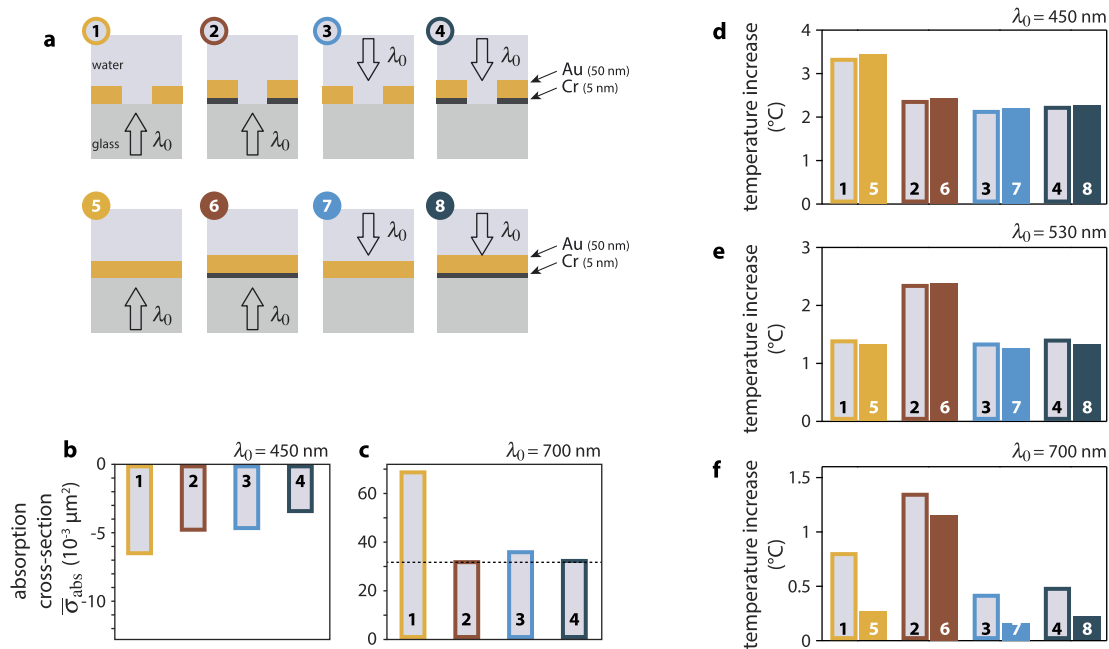 a
1
2
3
4
water
glass
λ₀
λ₀
λ₀
λ₀
Au (50 nm)
Cr (5 nm)
5
6
7
8
λ₀
λ₀
λ₀
λ₀
Au (50 nm)
Cr (5 nm)
b
λ₀ = 450 nm
absorption
cross-section
σ̅abs (10⁻³ μm²)
0
-5
-10
1
2
3
4
c
λ₀ = 700 nm
60
40
20
0
1
2
3
4
d
λ₀ = 450 nm
temperature increase
(°C)
4
3
2
1
0
1 5 2 6 3 7 4 8
e
λ₀ = 530 nm
temperature increase
(°C)
3
2
1
0
1 5 2 6 3 7 4 8
f
λ₀ = 700 nm
temperature increase
(°C)
1.5
1
0.5
0
1 5 2 6 3 7 4 8